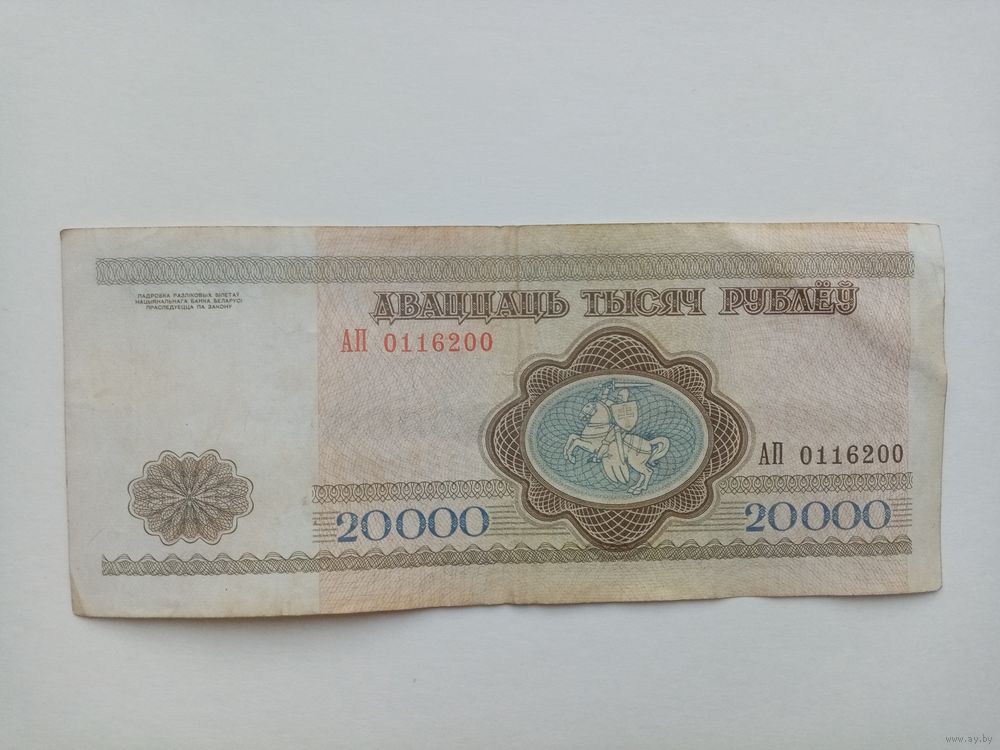 ПАДРОБКА РАЗЛІКОВЫХ БІЛЕТАЎ
НАЦЫЯНАЛЬНАГА БАНКА БЕЛАРУСІ
ПРАСЛЕДУЕЦЦА ПА ЗАКОНУ
ДВАЦЦАЦЬ ТЫСЯЧ РУБЛЁЎ
АП 0116200
АП 0116200
20000
20000
www.ay.by